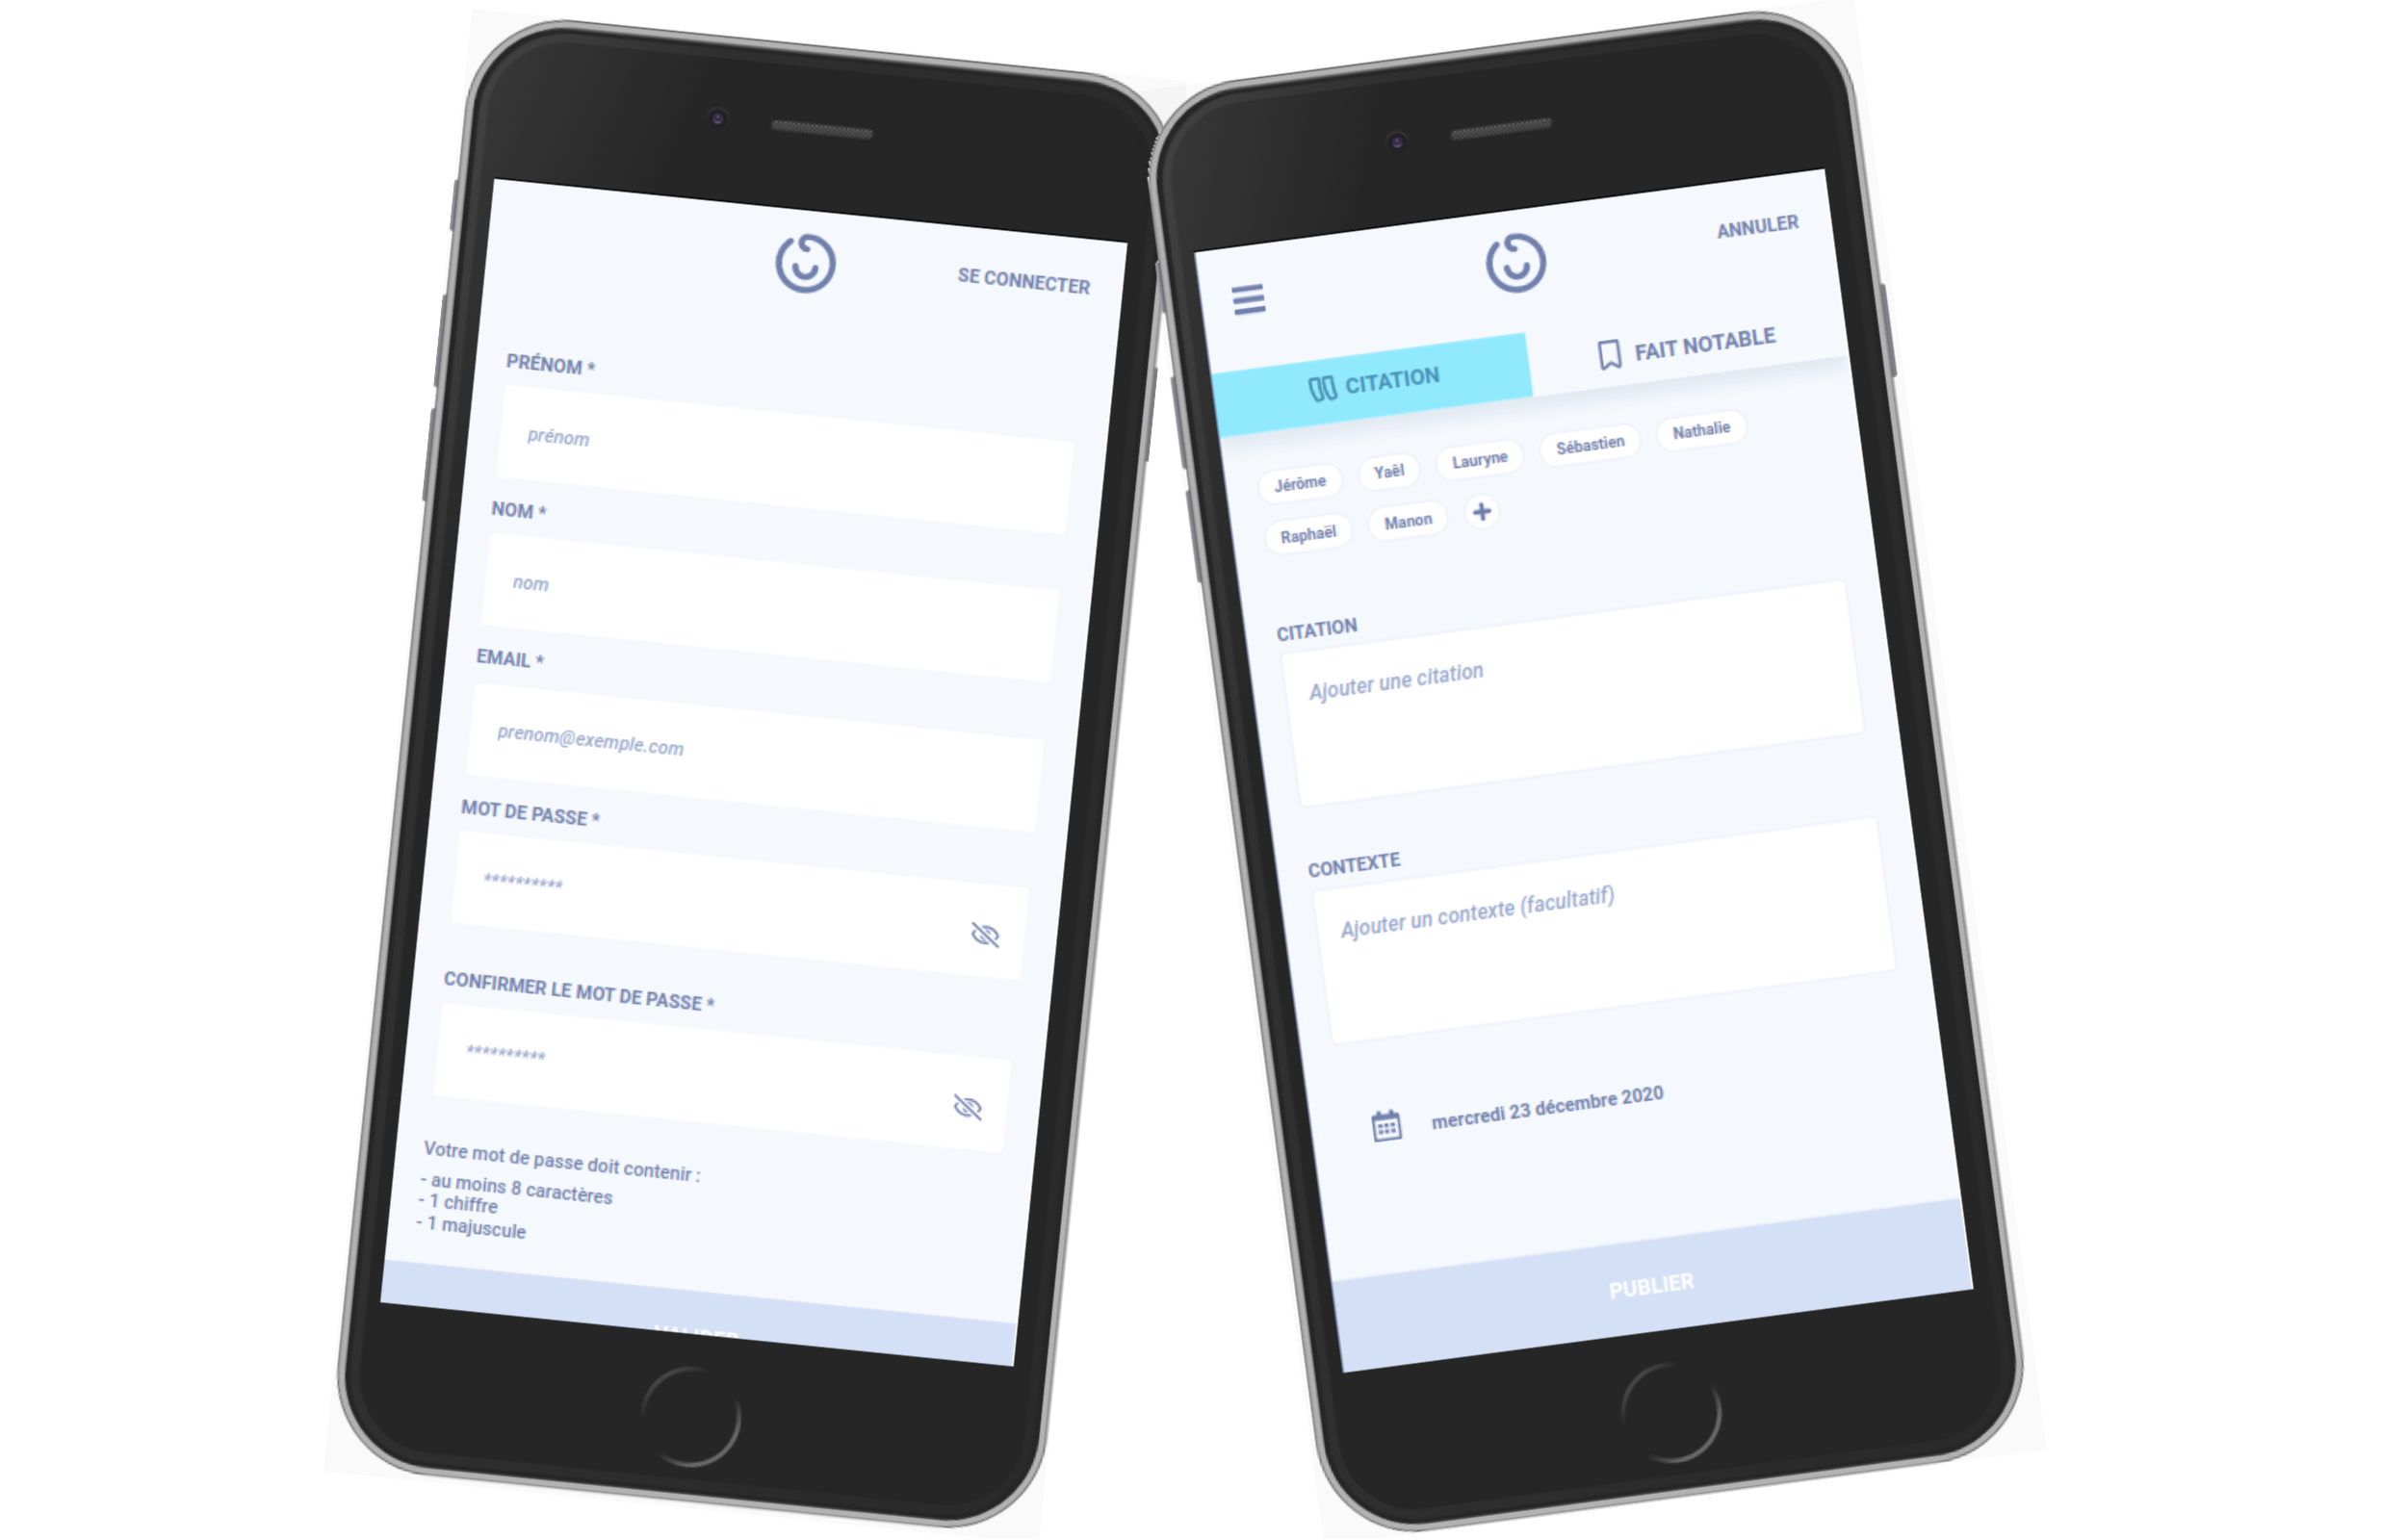 SE CONNECTER
PRÉNOM *
prénom
NOM *
nom
EMAIL *
prenom@exemple.com
MOT DE PASSE *
**********
CONFIRMER LE MOT DE PASSE *
**********
Votre mot de passe doit contenir :
- au moins 8 caractères
- 1 chiffre
- 1 majuscule
VALIDER
ANNULER
CITATION
FAIT NOTABLE
Jérôme Yaël Lauryne Sébastien Nathalie
Raphaël Manon
CITATION
Ajouter une citation
CONTEXTE
Ajouter un contexte (facultatif)
mercredi 23 décembre 2020
PUBLIER